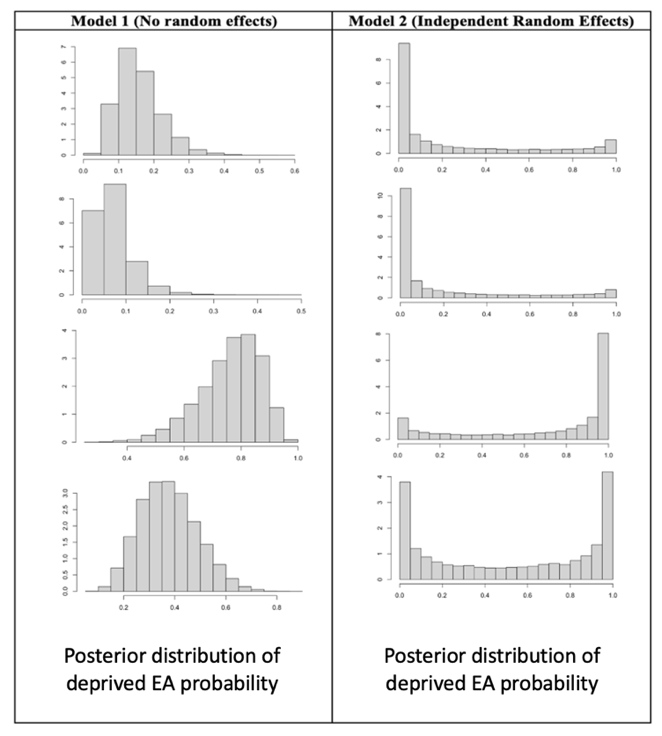 Model 1 (No random effects)
Model 2 (Independent Random Effects)
0 1 2 3 4 5 6 7
0.0 0.1 0.2 0.3 0.4 0.5 0.6
0 2 4 6 8
0.0 0.2 0.4 0.6 0.8 1.0
0 2 4 6 8
0.0 0.1 0.2 0.3 0.4 0.5
0 2 4 6 8 10
0.0 0.2 0.4 0.6 0.8 1.0
0 1 2 3 4
0.4 0.6 0.8 1.0
0 2 4 6 8
0.0 0.2 0.4 0.6 0.8 1.0
0.0 0.5 1.0 1.5 2.0 2.5 3.0
0.2 0.4 0.6 0.8
0 1 2 3 4
0.0 0.2 0.4 0.6 0.8 1.0
Posterior distribution of
deprived EA probability
Posterior distribution of
deprived EA probability